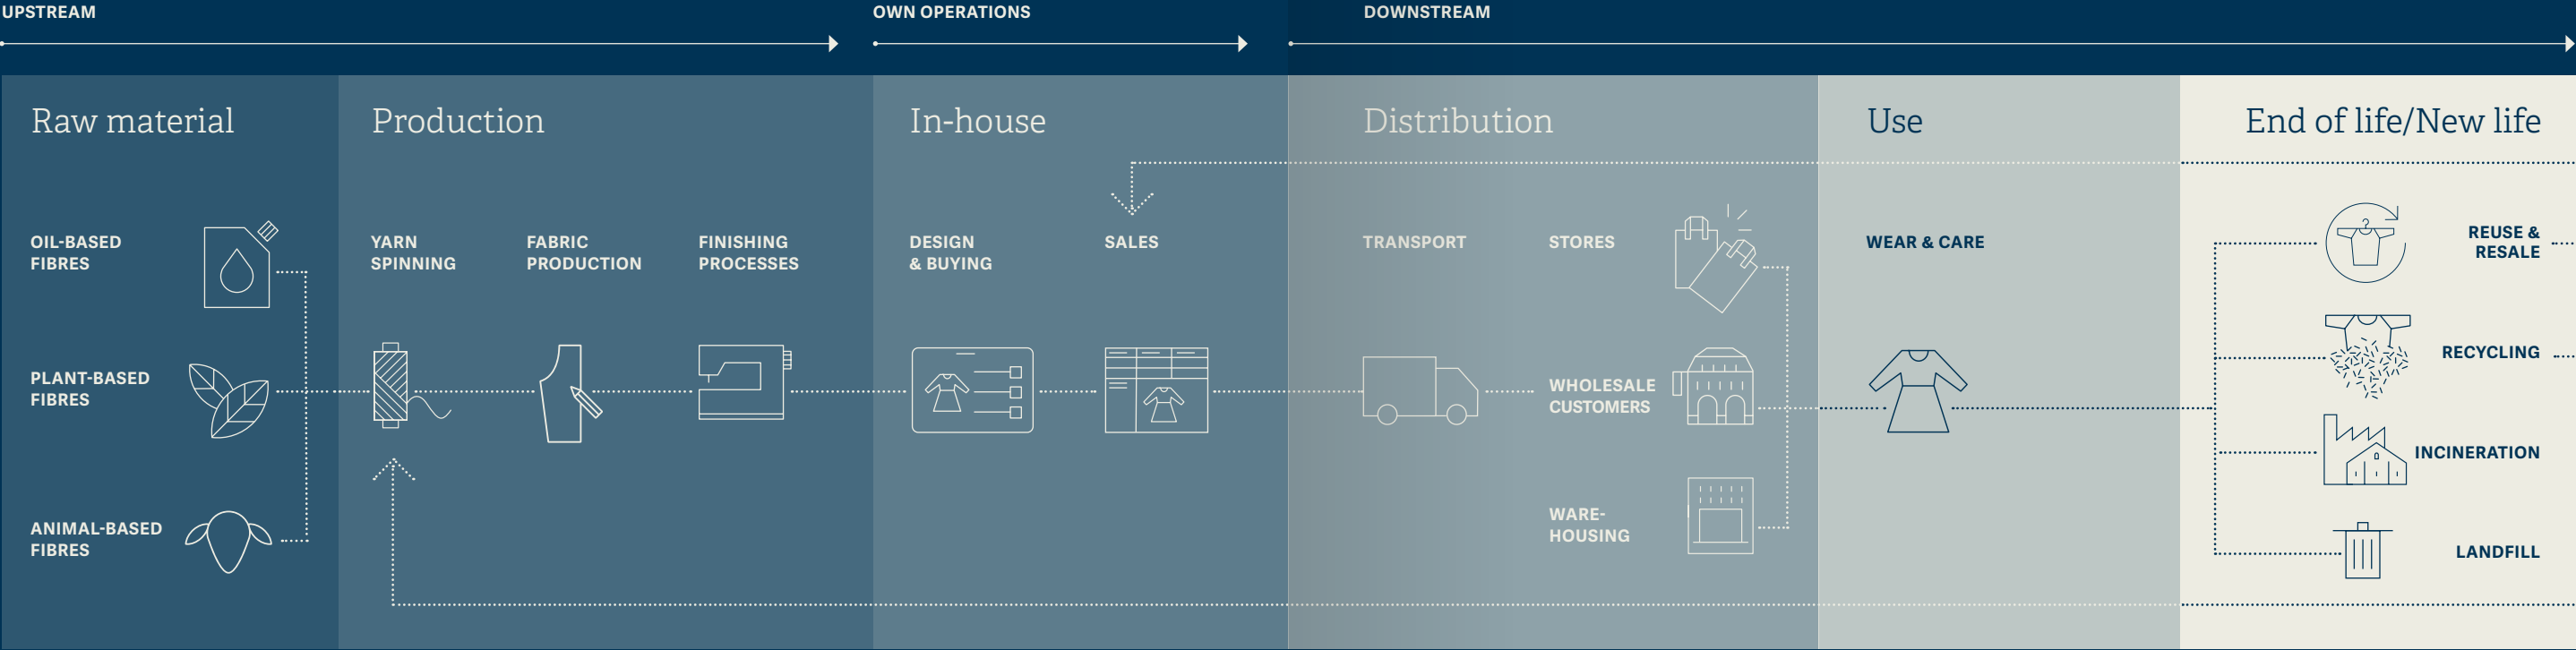 UPSTREAM
OWN OPERATIONS
DOWNSTREAM
Raw material
Production
In-house
Distribution
Use
End of life/New life
OIL-BASED
FIBRES
PLANT-BASED
FIBRES
ANIMAL-BASED
FIBRES
YARN
SPINNING
FABRIC
PRODUCTION
FINISHING
PROCESSES
DESIGN
& BUYING
SALES
TRANSPORT
STORES
WHOLESALE
CUSTOMERS
WARE-
HOUSING
WEAR & CARE
REUSE &
RESALE
RECYCLING
INCINERATION
LANDFILL